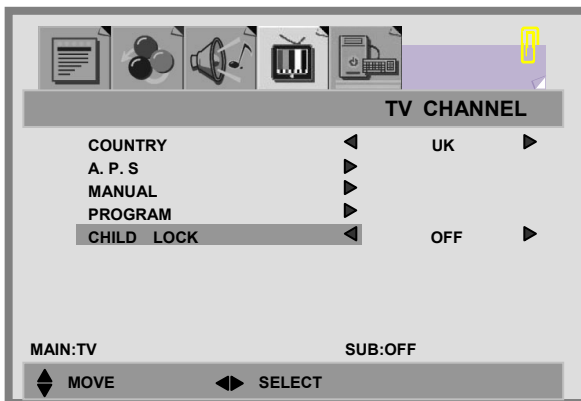 TV CHANNEL
COUNTRY UK
A. P. S
MANUAL
PROGRAM
CHILD LOCK OFF
MAIN:TV SUB:OFF
MOVE SELECT